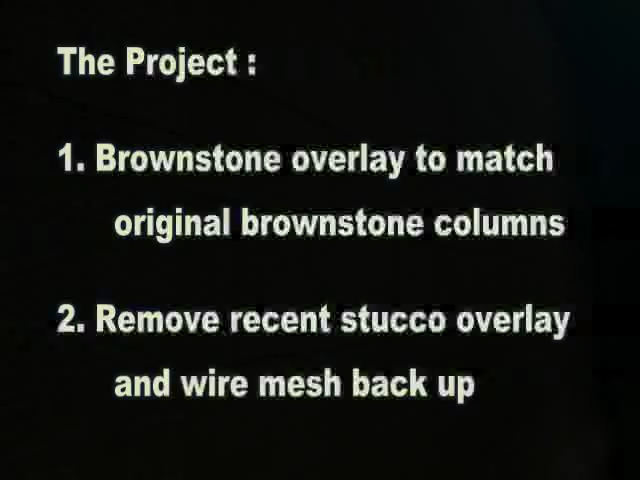 The Project :
1. Brownstone overlay to match
original brownstone columns
2. Remove recent stucco overlay
and wire mesh back up